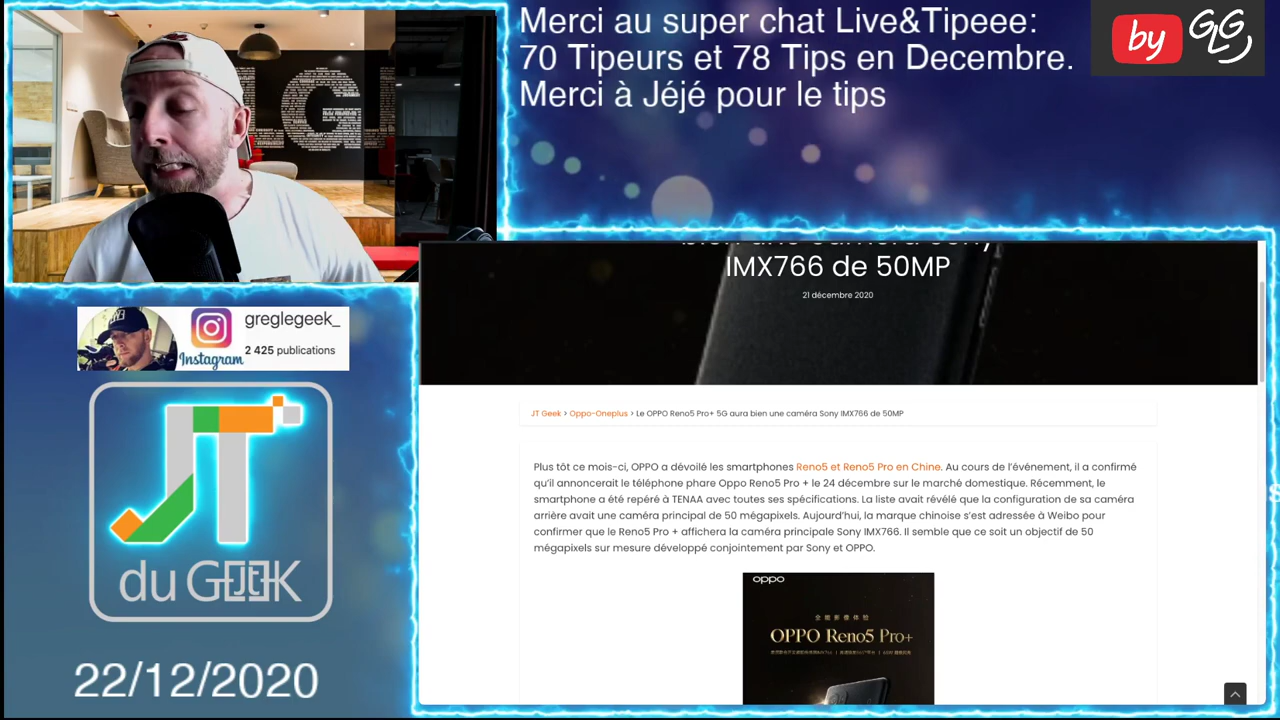 Merci au super chat Live&Tipeee:
70 Tipeurs et 78 Tips en Decembre.
Merci à Jéjé pour le tips
by GLG
IMX766 de 50MP
21 décembre 2020
greglegeek_
Instagram
2 425 publications
JT
du GEEK
22/12/2020
JT Geek > Oppo-Oneplus > Le OPPO Reno5 Pro+ 5G aura bien une caméra Sony IMX766 de 50MP
Plus tôt ce mois-ci, OPPO a dévoilé les smartphones Reno5 et Reno5 Pro en Chine. Au cours de l'événement, il a confirmé
qu'il annoncerait le téléphone phare Oppo Reno5 Pro + le 24 décembre sur le marché domestique. Récemment, le
smartphone a été repéré à TENAA avec toutes ses spécifications. La liste avait révélé que la configuration de sa caméra
arrière avait une caméra principal de 50 mégapixels. Aujourd'hui, la marque chinoise s'est adressée à Weibo pour
confirmer que le Reno5 Pro + affichera la caméra principale Sony IMX766. Il semble que ce soit un objectif de 50
mégapixels sur mesure développé conjointement par Sony et OPPO.
oppo
全能影像体验
OPPO Reno5 Pro+